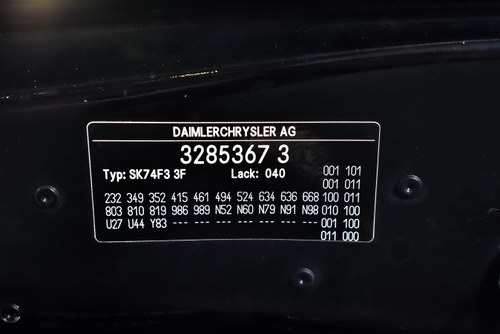 DAIMLERCHRYSLER AG
3285367 3
Typ: SK74F3 3F Lack: 040
001 101
001 011
232 349 352 415 461 494 524 634 636 668 100 011
803 810 819 986 989 N52 N60 N79 N91 N98 010 100
U27 U44 Y83 --- --- --- --- --- --- --- 001 100
011 000